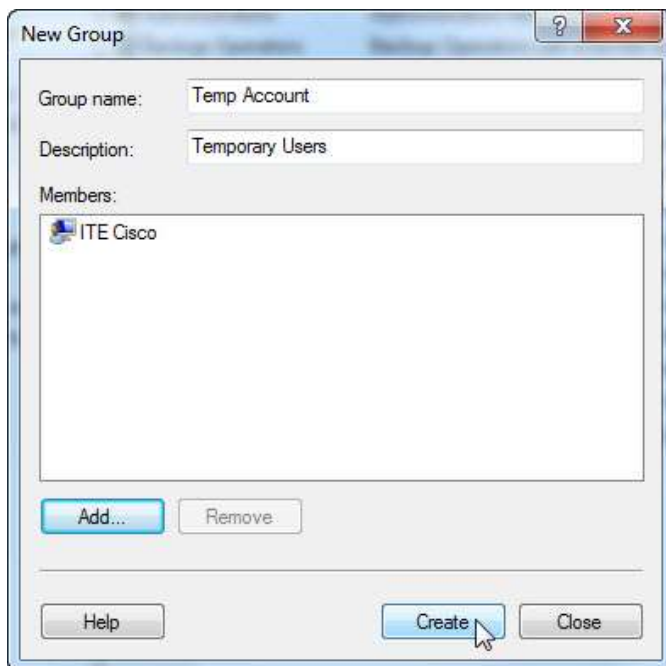 New Group
Group name: Temp Account
Description: Temporary Users
Members:
ITE Cisco
Add... Remove
Help Create Close